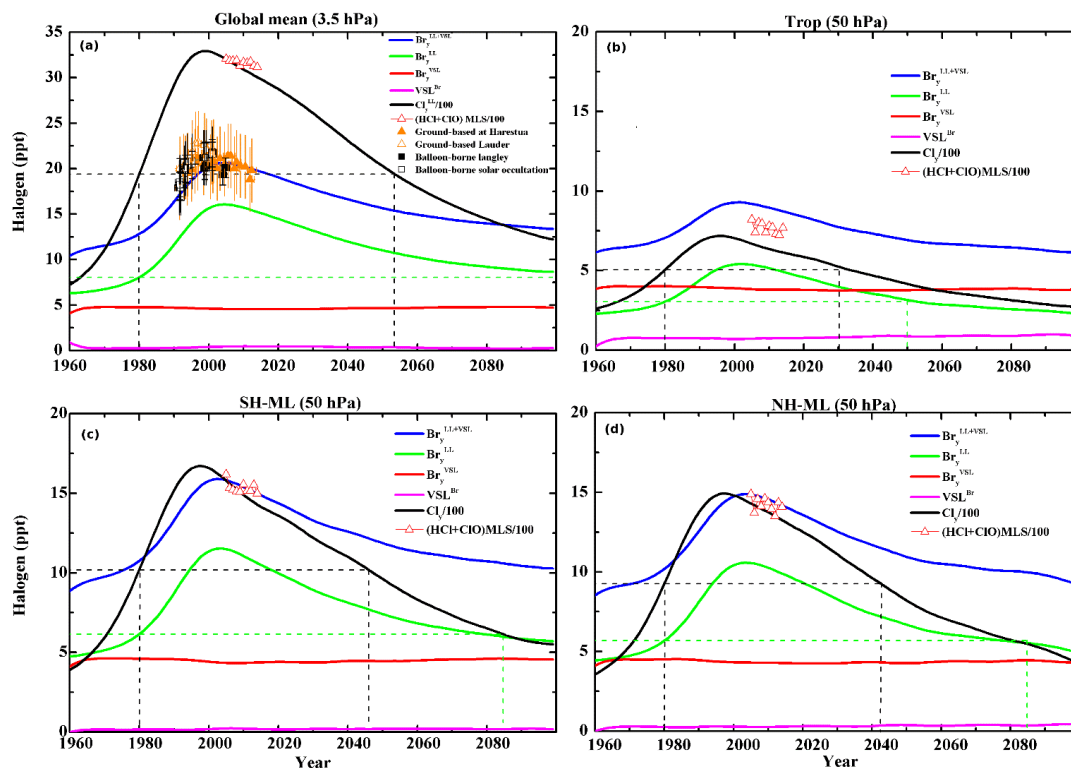 Global mean (3.5 hPa)
(a)
Br_y^LL+VSL
Br_y^LL
Br_y^VSL
VSL^Br
Cl_y^LL/100
(HCl+ClO) MLS/100
Ground-based at Harestua
Ground-based Lauder
Balloon-borne langley
Balloon-borne solar occultation
Halogen (ppt)
35
30
25
20
15
10
5
0
1960 1980 2000 2020 2040 2060 2080
Trop (50 hPa)
(b)
Br_y^LL+VSL
Br_y^LL
Br_y^VSL
VSL^Br
Cl_y/100
(HCl+ClO)MLS/100
20
15
10
5
0
1960 1980 2000 2020 2040 2060 2080
SH-ML (50 hPa)
(c)
Br_y^LL+VSL
Br_y^LL
Br_y^VSL
VSL^Br
Cl_y/100
(HCl+ClO)MLS/100
Halogen (ppt)
20
15
10
5
0
1960 1980 2000 2020 2040 2060 2080
Year
NH-ML (50 hPa)
(d)
Br_y^LL+VSL
Br_y^LL
Br_y^VSL
VSL^Br
Cl_y/100
(HCl+ClO)MLS/100
20
15
10
5
0
1960 1980 2000 2020 2040 2060 2080
Year